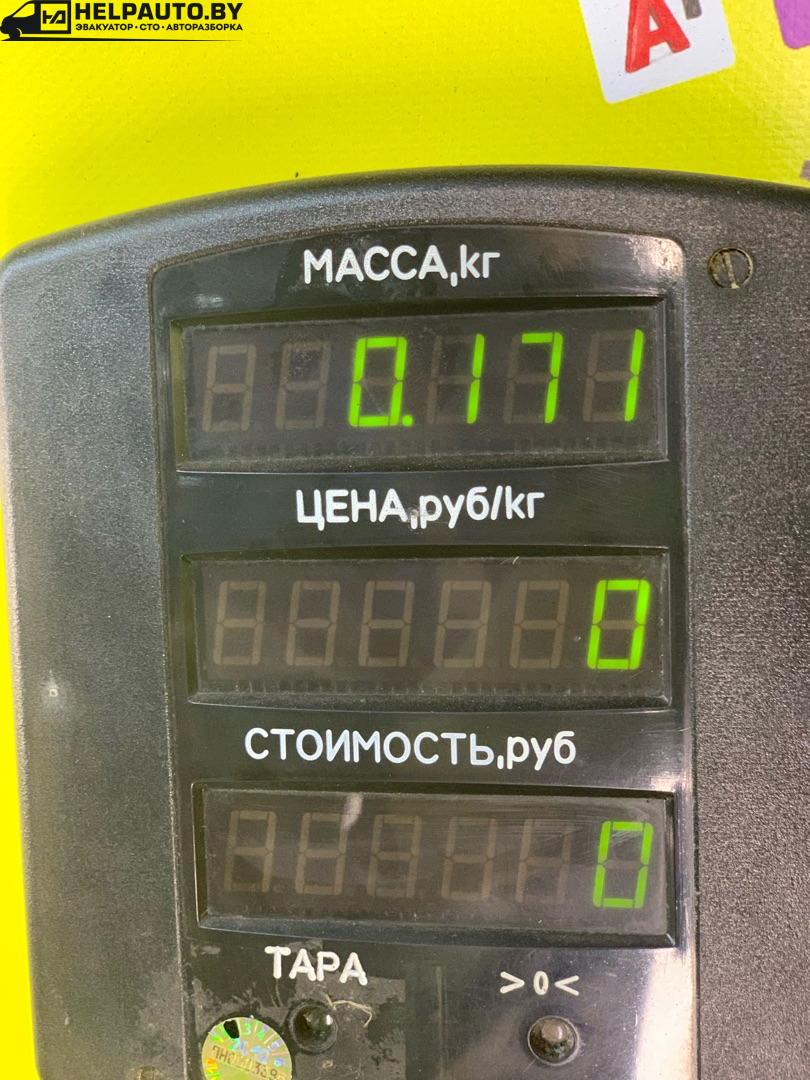 HELPAUTO.BY
ЭВАКУАТОР • СТО • АВТОРАЗБОРКА
А
МАССА,кг
0.171
ЦЕНА,руб/кг
0
СТОИМОСТЬ,руб
0
ТАРА
>0<